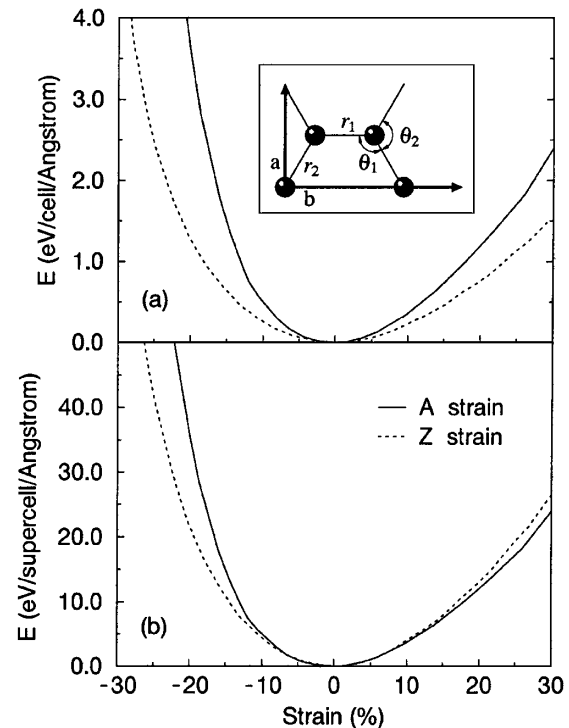 4.0
3.0
2.0
1.0
0.0
E (eV/cell/Angstrom)
(a)
r1
r2
θ1
θ2
a
b
40.0
30.0
20.0
10.0
0.0
E (eV/supercell/Angstrom)
(b)
A strain
Z strain
-30 -20 -10 0 10 20 30
Strain (%)